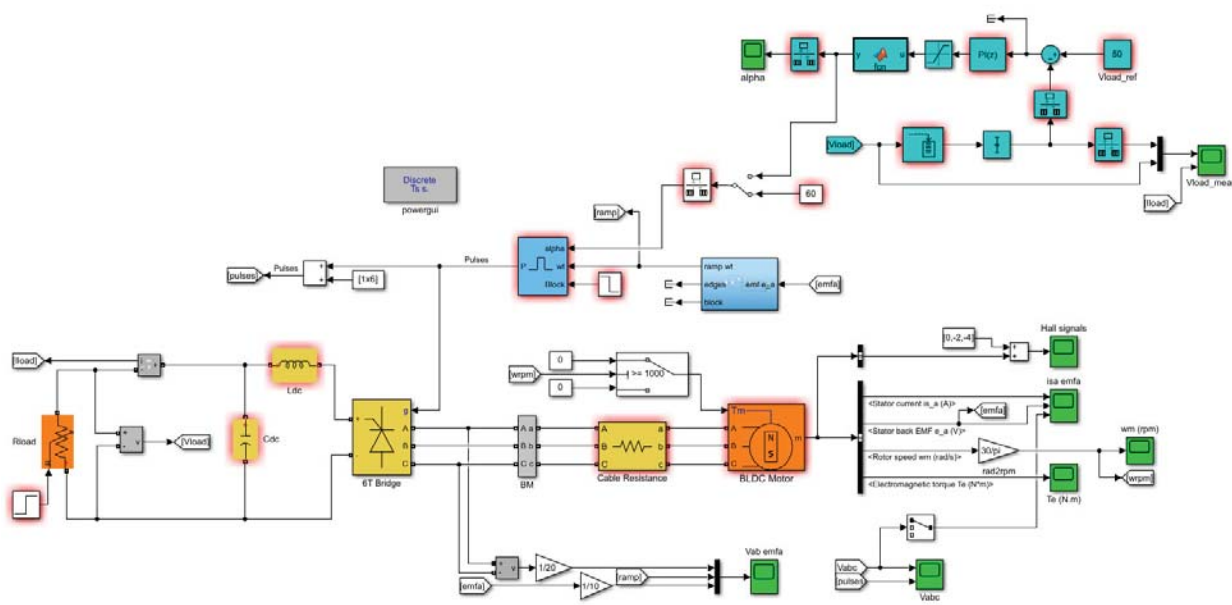 alpha
y
fcn
u
PI(z)
60
Vload_ref
[Vload]
[Iload]
Vload_mea
Discrete
Ts s.
powergui
60
[ramp]
alpha
P
wt
Block
ramp.wt
edges
emf e_a
block
[emfa]
Pulses
Pulses
[pulses]
[1x6]
[Iload]
Ldc
Rload
[Vload]
Cdc
g
6T Bridge
A
B
C
BM
A a
C c
0
[wrpm]
>= 1000
0
A
B
C
a
b
c
Cable Resistance
Tm
A
B
C
N
S
m
BLDC Motor
[0,-2,-4]
Hall signals
isa emfa
<Stator current is_a (A)>
[emfa]
<Stator back EMF e_a (V)>
<Rotor speed wm (rad/s)>
30/pi
rad2rpm
wm (rpm)
[wrpm]
<Electromagnetic torque Te (N*m)>
Te (N.m)
Vabc
[pulses]
Vabc
[emfa]
1/20
1/10
[ramp]
Vab emfa